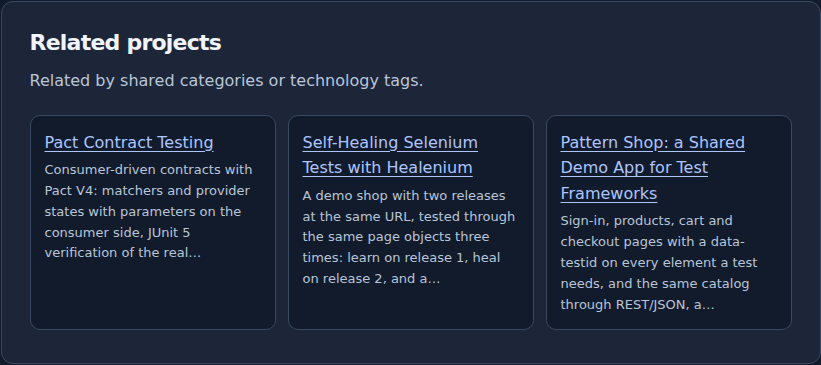 Related projects
Related by shared categories or technology tags.
Pact Contract Testing
Consumer-driven contracts with
Pact V4: matchers and provider
states with parameters on the
consumer side, JUnit 5
verification of the real…
Self-Healing Selenium
Tests with Healenium
A demo shop with two releases
at the same URL, tested through
the same page objects three
times: learn on release 1, heal
on release 2, and a…
Pattern Shop: a Shared
Demo App for Test
Frameworks
Sign-in, products, cart and
checkout pages with a data-
testid on every element a test
needs, and the same catalog
through REST/JSON, a…